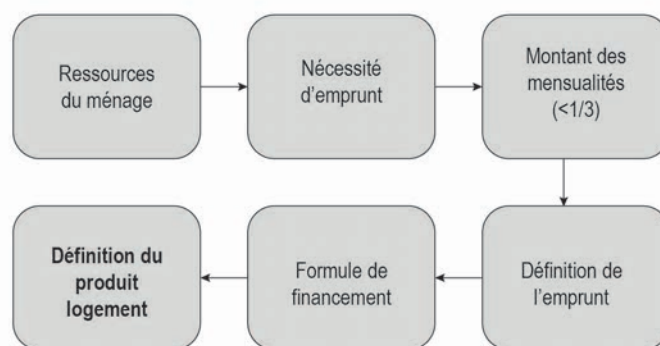 Ressources
du ménage
Nécessité
d'emprunt
Montant des
mensualités
(<1/3)
Définition de
l'emprunt
Formule de
financement
Définition du
produit
logement